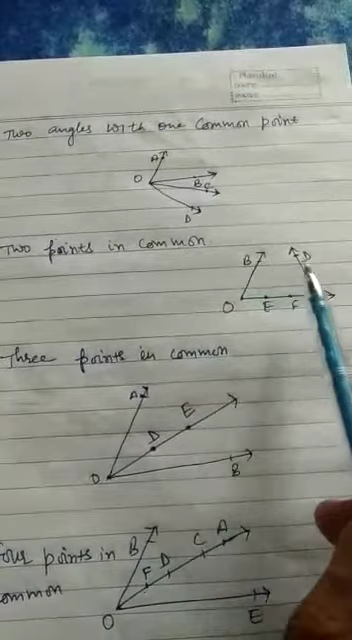 Two angles with one common point
A
O
B C
D
Two points in common
B D
O E F
Three points in common
A
E
D
O B
Four points in
common
B
C A
F D
O E